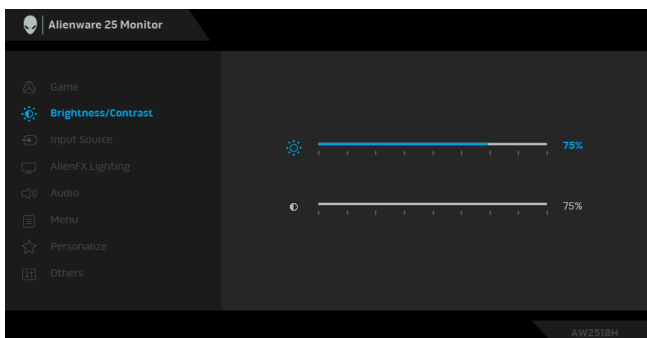 Alienware 25 Monitor
Game
Brightness/Contrast
Input Source
AlienFX Lighting
Audio
Menu
Personalize
Others
75%
75%
AW2518H